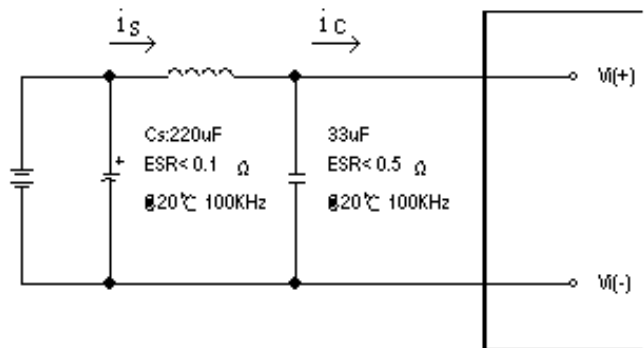 iS
iC
Vi(+)
Cs:220uF
ESR< 0.1 Ω
@20℃ 100KHz
33uF
ESR< 0.5 Ω
@20℃ 100KHz
+
Vi(-)